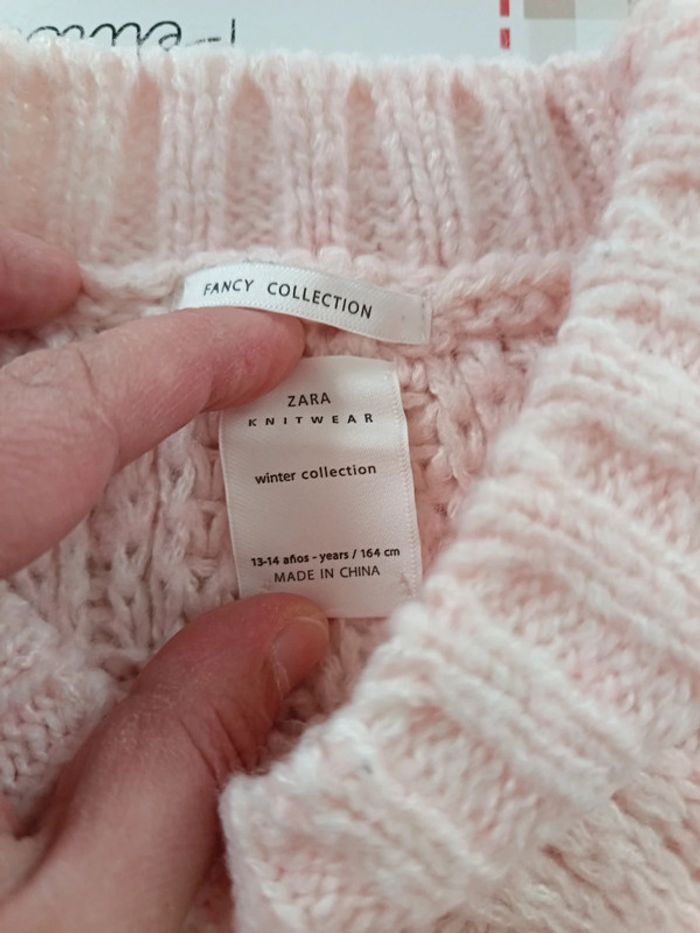 FANCY COLLECTION
ZARA
KNITWEAR
winter collection
13-14 años - years / 164 cm
MADE IN CHINA